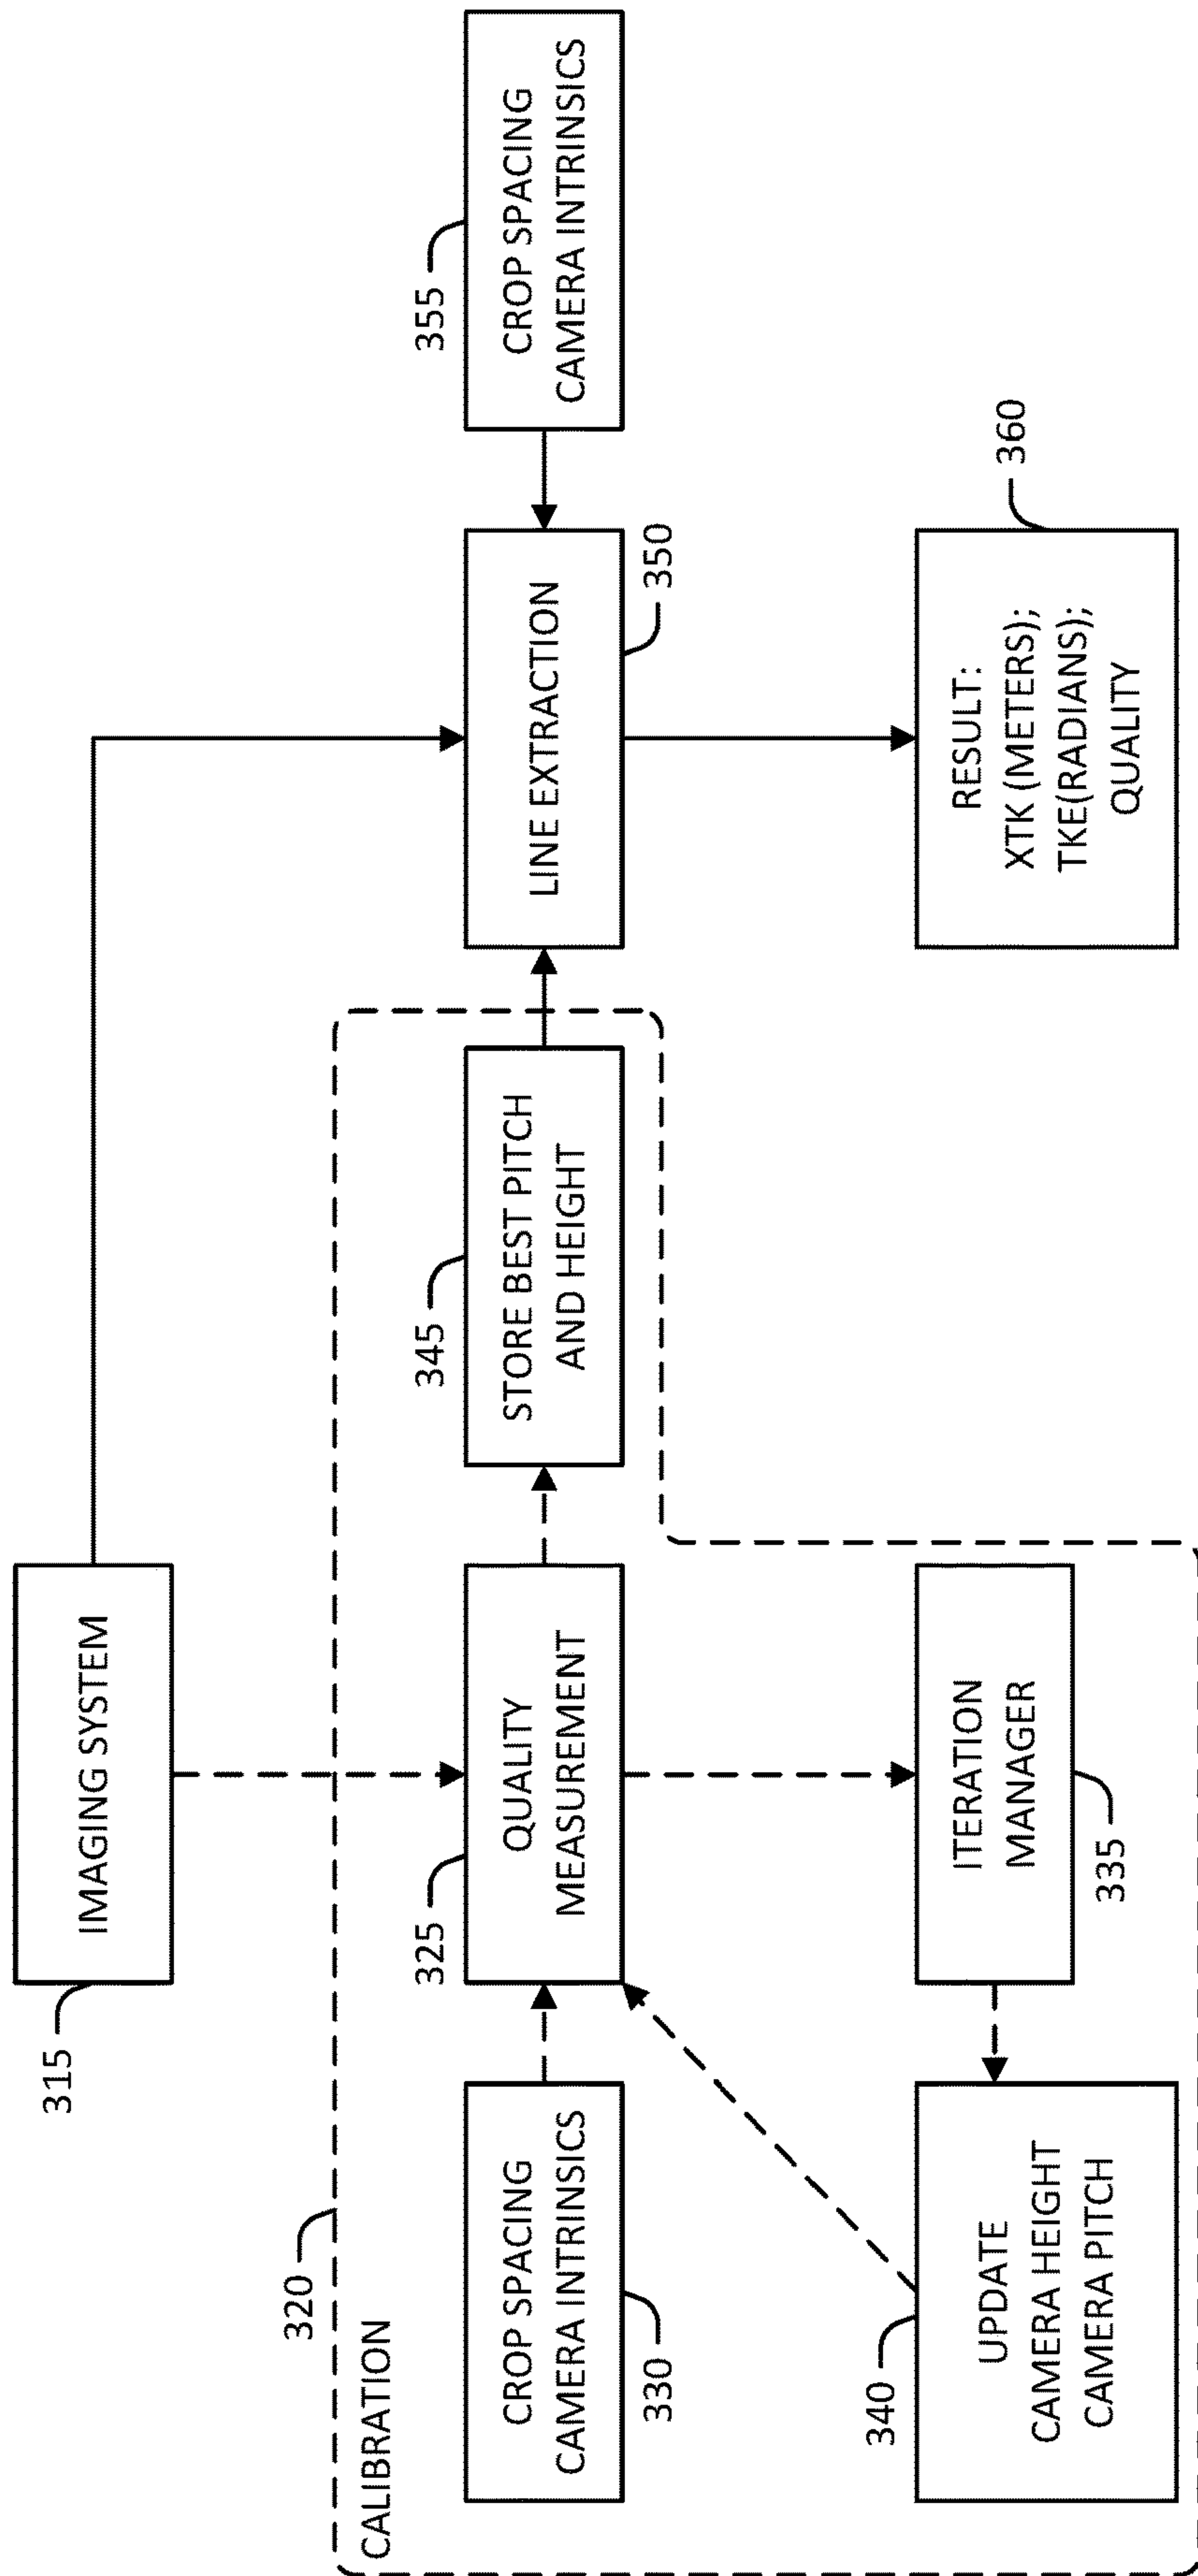 315
IMAGING SYSTEM
320
CALIBRATION
330
CROP SPACING
CAMERA INTRINSICS
325
QUALITY
MEASUREMENT
345
STORE BEST PITCH
AND HEIGHT
LINE EXTRACTION
350
355
CROP SPACING
CAMERA INTRINSICS
340
UPDATE
CAMERA HEIGHT
CAMERA PITCH
ITERATION
MANAGER
335
RESULT:
XTK (METERS);
TKE(RADIANS);
QUALITY
360